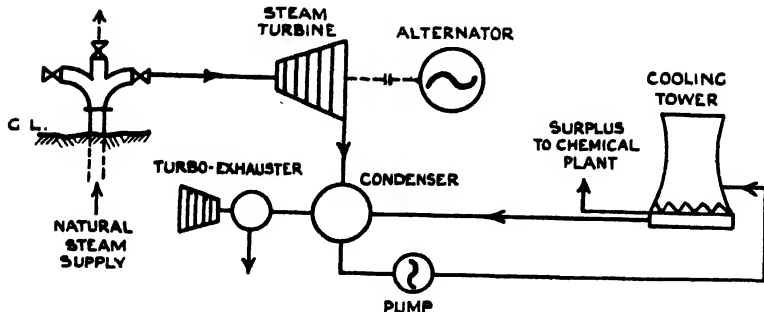 STEAM
TURBINE
ALTERNATOR
COOLING
TOWER
G L.
SURPLUS
TO CHEMICAL
PLANT
TURBO-EXHAUSTER
CONDENSER
NATURAL
STEAM
SUPPLY
PUMP